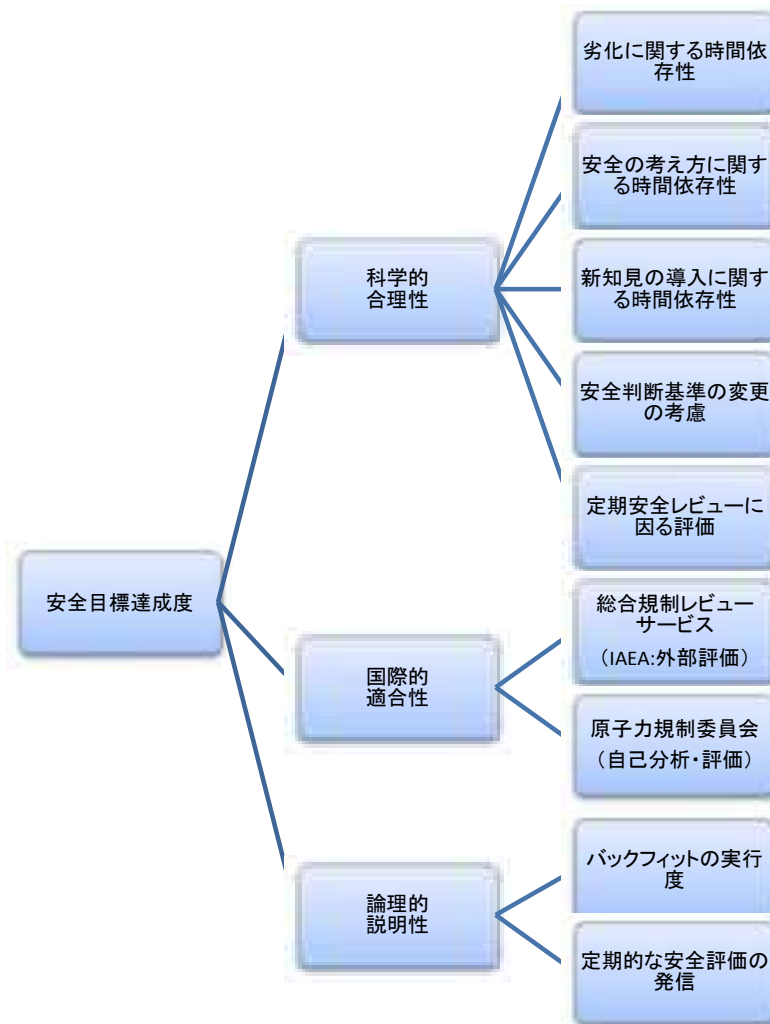 安全目標達成度
科学的
合理性
劣化に関する時間依
存性
安全の考え方に関す
る時間依存性
新知見の導入に関す
る時間依存性
安全判断基準の変更
の考慮
定期安全レビューに
因る評価
国際的
適合性
総合規制レビュー
サービス
（IAEA:外部評価）
原子力規制委員会
（自己分析・評価）
論理的
説明性
バックフィットの実行
度
定期的な安全評価の
発信